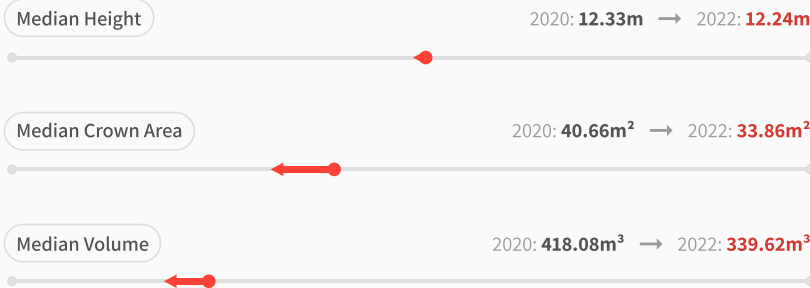 Median Height 2020: 12.33m → 2022: 12.24m
Median Crown Area 2020: 40.66m² → 2022: 33.86m²
Median Volume 2020: 418.08m³ → 2022: 339.62m³